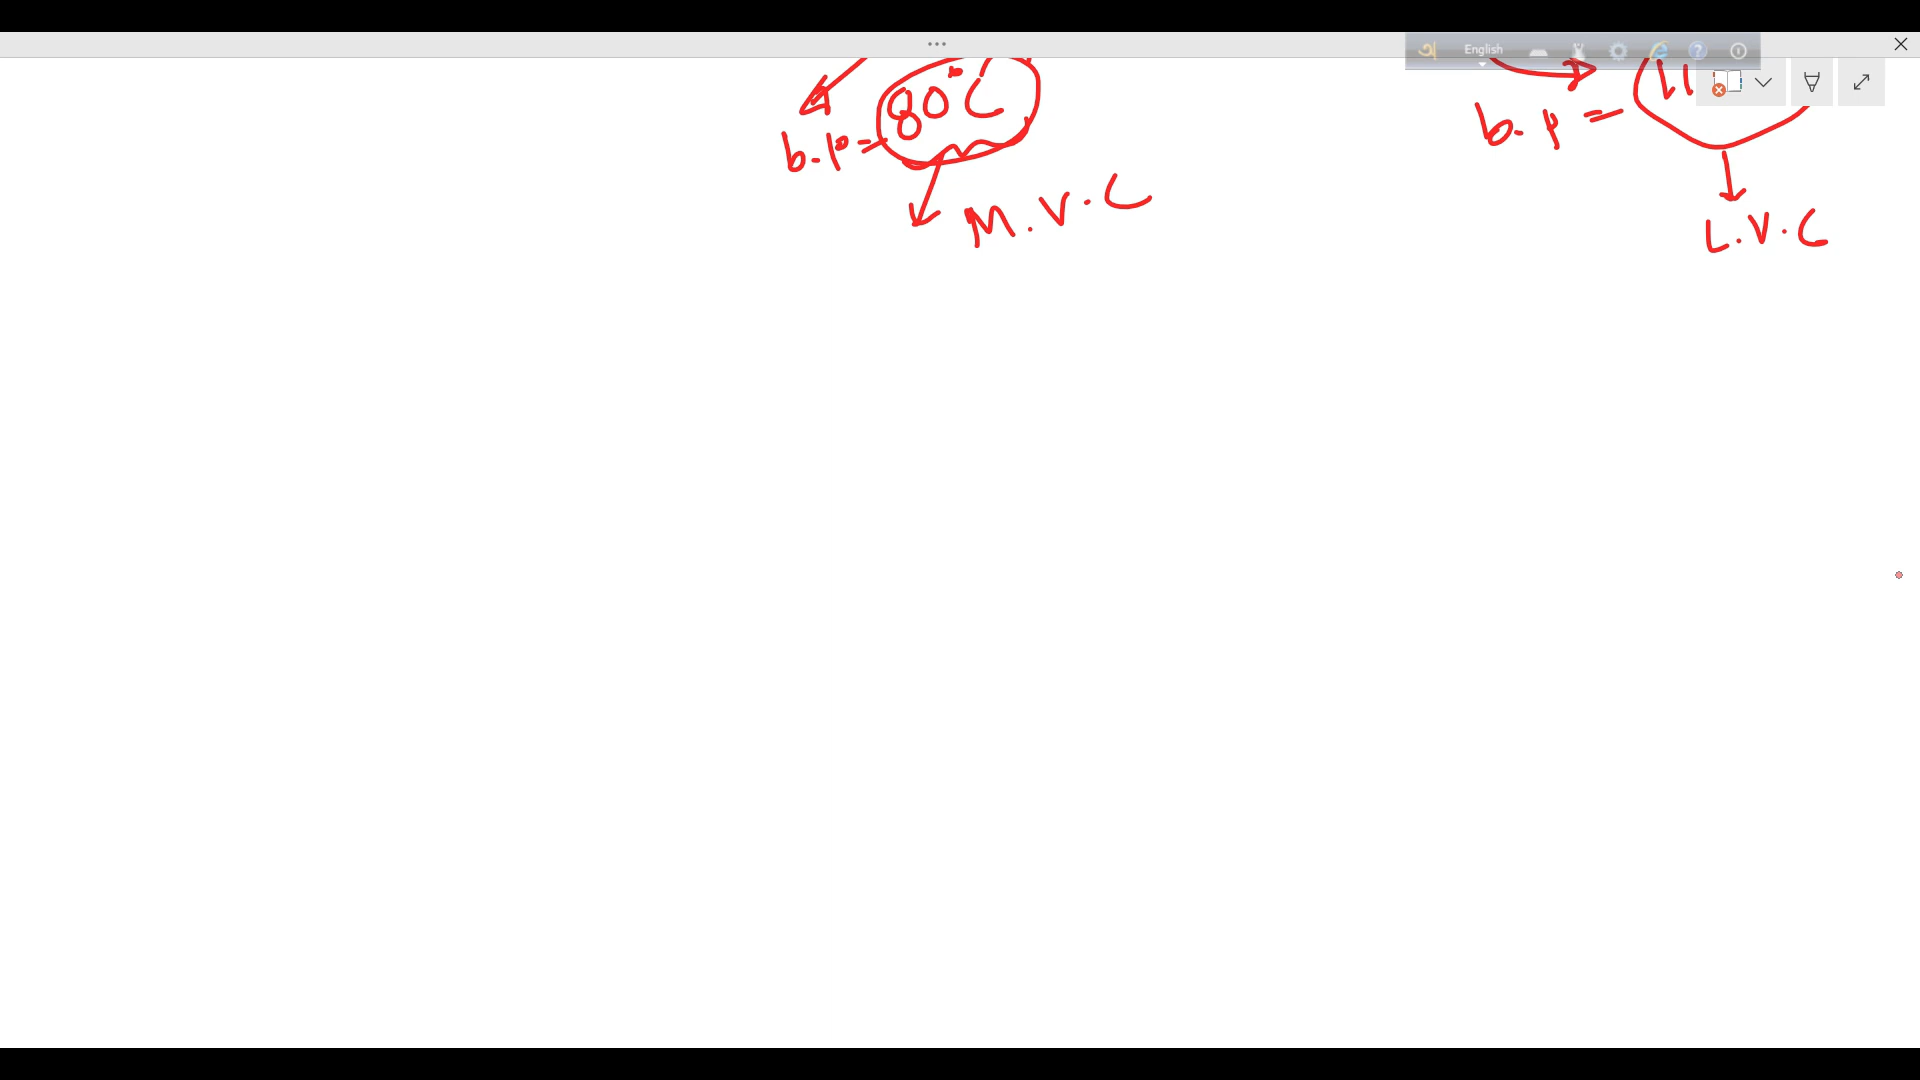 English
80°C
b.p =
b.p =
M.V.C
L.V.C